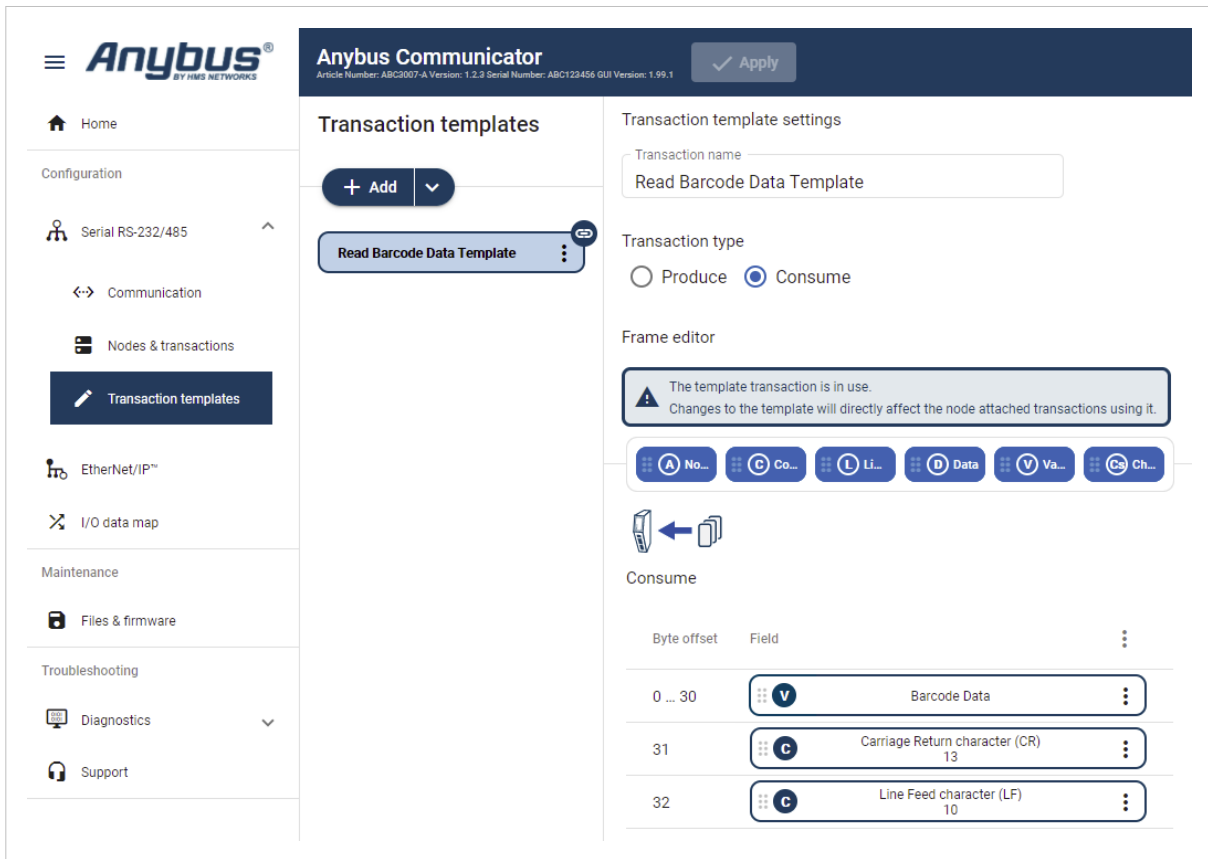 Anybus®
BY HMS NETWORKS
Anybus Communicator
Article Number: ABC3007-A Version: 1.2.3 Serial Number: ABC123456 GUI Version: 1.99.1
Apply
Home
Configuration
Serial RS-232/485
Communication
Nodes & transactions
Transaction templates
EtherNet/IP™
I/O data map
Maintenance
Files & firmware
Troubleshooting
Diagnostics
Support
Transaction templates
Add
Read Barcode Data Template
Transaction template settings
Transaction name
Read Barcode Data Template
Transaction type
Produce Consume
Frame editor
The template transaction is in use.
Changes to the template will directly affect the node attached transactions using it.
A No... C Co... L Li... D Data V Va... Cs Ch...
Consume
Byte offset Field
0 ... 30 V Barcode Data
31 C Carriage Return character (CR)
13
32 C Line Feed character (LF)
10